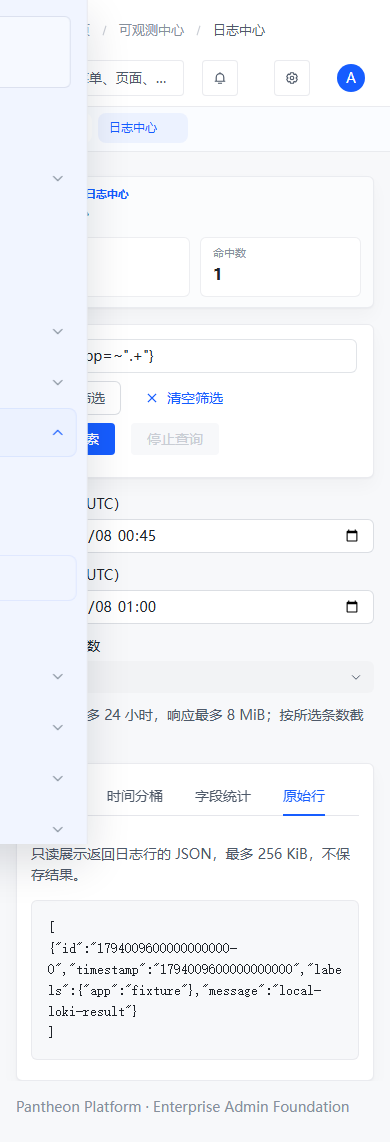 / 可观测中心 / 日志中心
单、页面、...
A
日志中心
日志中心
命中数
1
op=~".+"}
筛选
清空筛选
索
停止查询
UTC)
/08 00:45
UTC)
/08 01:00
数
多 24 小时，响应最多 8 MiB；按所选条数截
时间分桶 字段统计 原始行
只读展示返回日志行的 JSON，最多 256 KiB，不保
存结果。
[
{"id":"1794009600000000000-
0","timestamp":"1794009600000000000","labe
ls":{"app":"fixture"},"message":"local-
loki-result"}
]
Pantheon Platform · Enterprise Admin Foundation